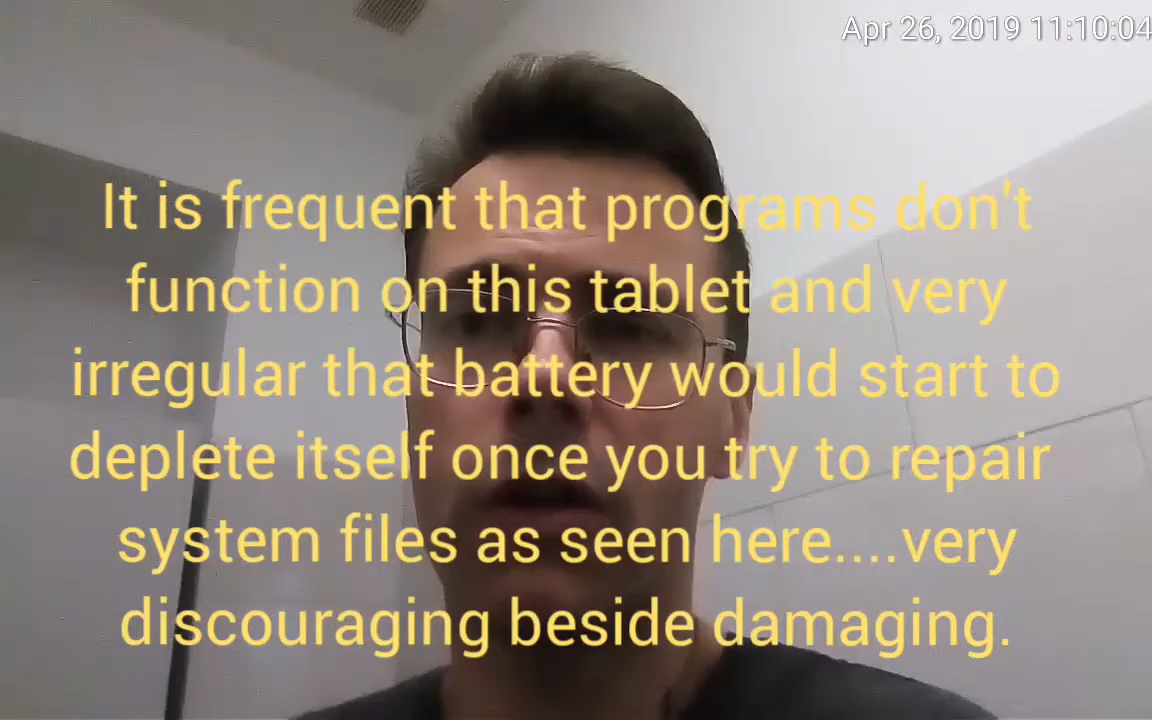 Apr 26, 2019 11:10:04
It is frequent that programs don't
function on this tablet and very
irregular that battery would start to
deplete itself once you try to repair
system files as seen here....very
discouraging beside damaging.